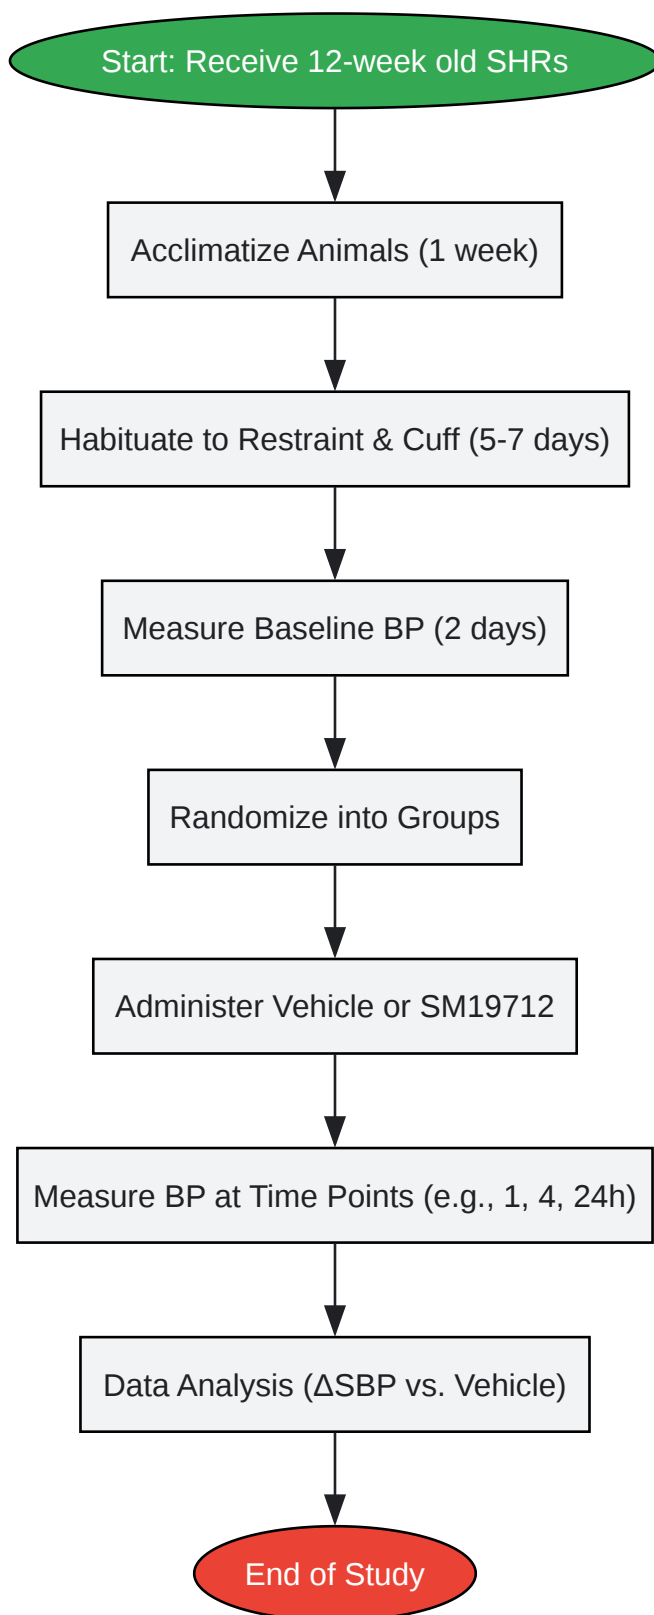 Start: Receive 12-week old SHRs
Acclimatize Animals (1 week)
Habituate to Restraint & Cuff (5-7 days)
Measure Baseline BP (2 days)
Randomize into Groups
Administer Vehicle or SM19712
Measure BP at Time Points (e.g., 1, 4, 24h)
Data Analysis (ΔSBP vs. Vehicle)
End of Study